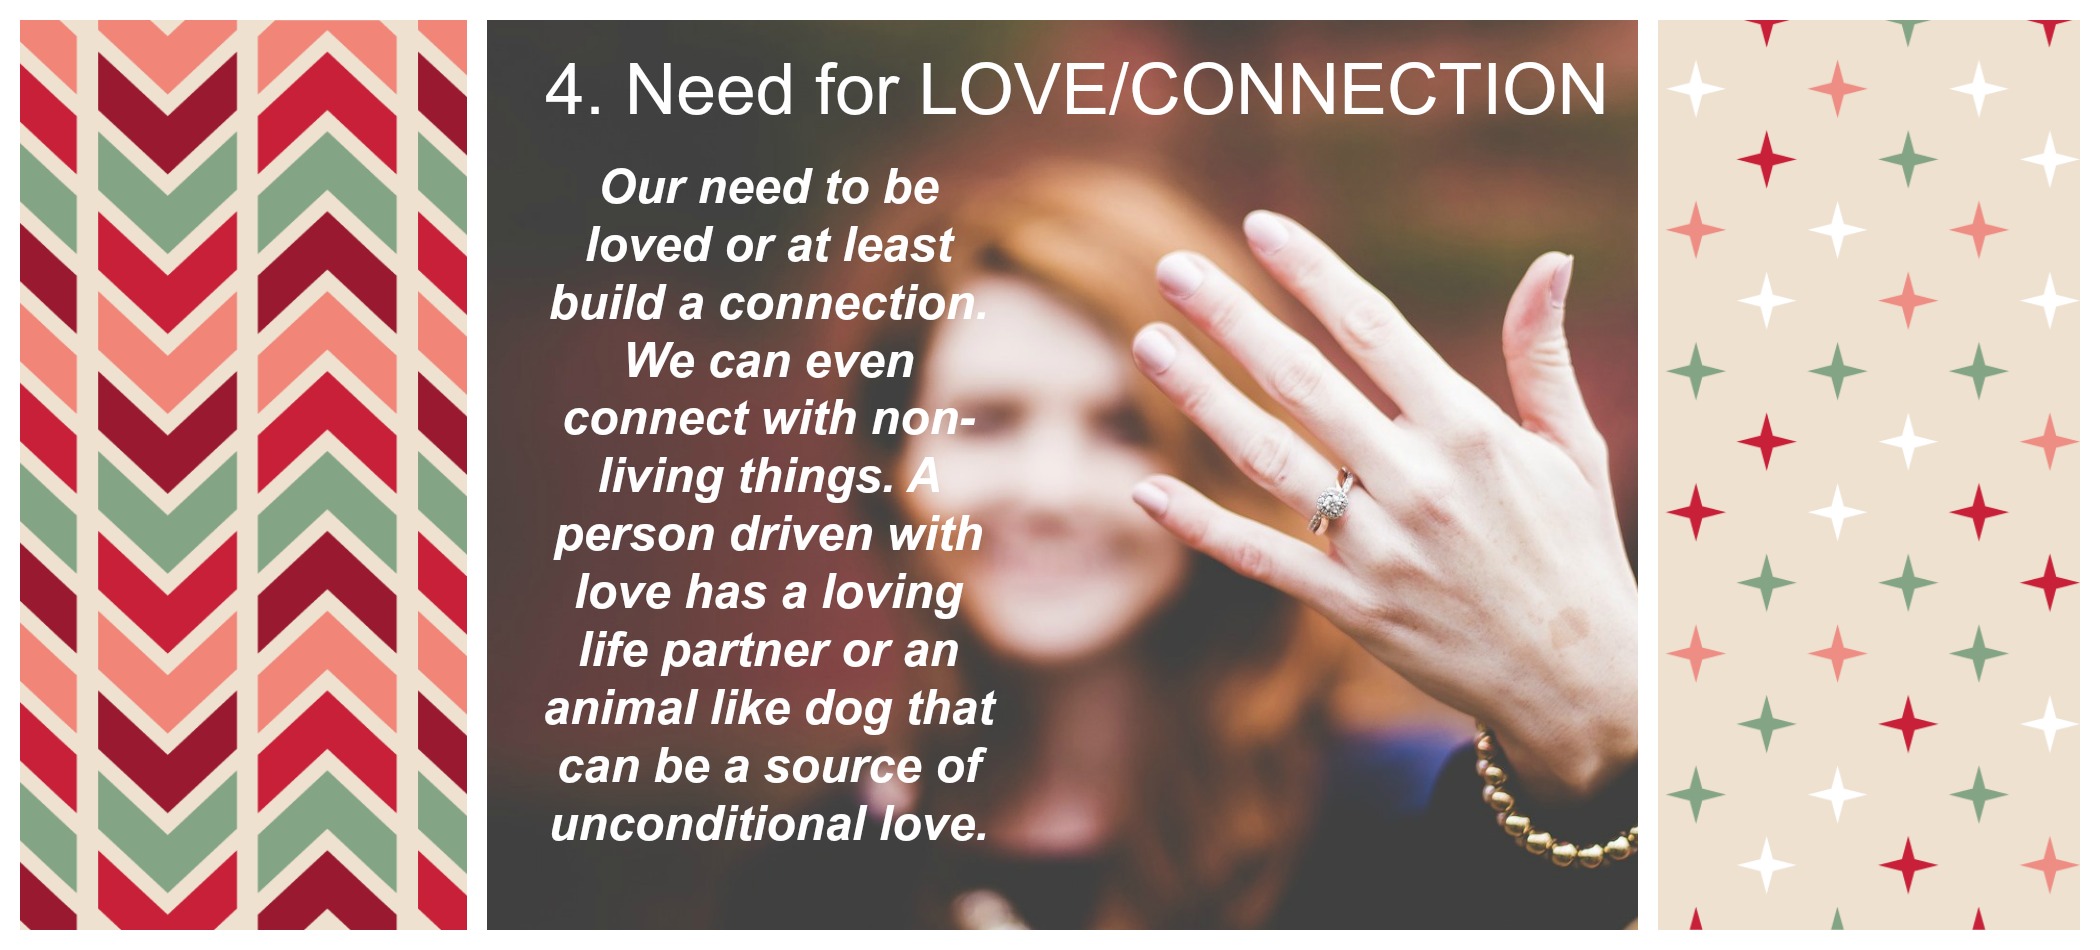 4. Need for LOVE/CONNECTION
Our need to be
loved or at least
build a connection.
We can even
connect with non-
living things. A
person driven with
love has a loving
life partner or an
animal like dog that
can be a source of
unconditional love.